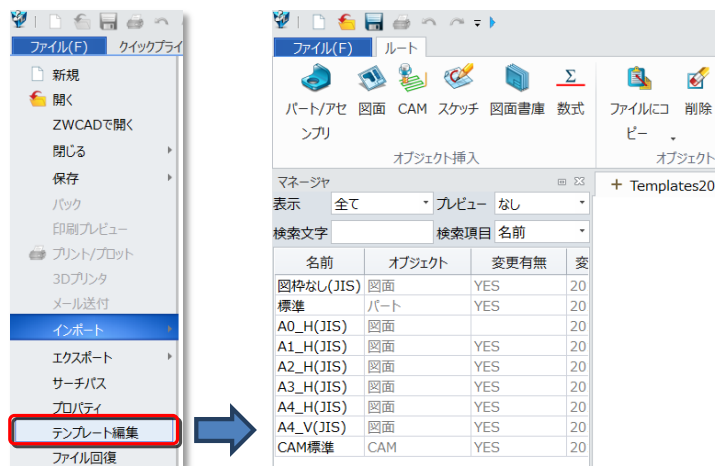 ファイル(F) クイックプライ
新規
開く
ZWCADで開く
閉じる
保存
パック
印刷プレビュー
プリント/プロット
3Dプリンタ
メール送付
インポート
エクスポート
サーチパス
プロパティ
テンプレート編集
ファイル回復
ファイル(F) ルート
パート/アセンブリ 図面 CAM スケッチ 図面書庫 数式 ファイルにコピー 削除
オブジェクト挿入 オブジェクト
マネージャ
+ Templates20
表示 全て プレビュー なし
検索文字 検索項目 名前
名前 オブジェクト 変更有無 変
図枠なし(JIS) 図面 YES 20
標準 パート YES 20
A0_H(JIS) 図面 20
A1_H(JIS) 図面 YES 20
A2_H(JIS) 図面 YES 20
A3_H(JIS) 図面 YES 20
A4_H(JIS) 図面 YES 20
A4_V(JIS) 図面 YES 20
CAM標準 CAM YES 20